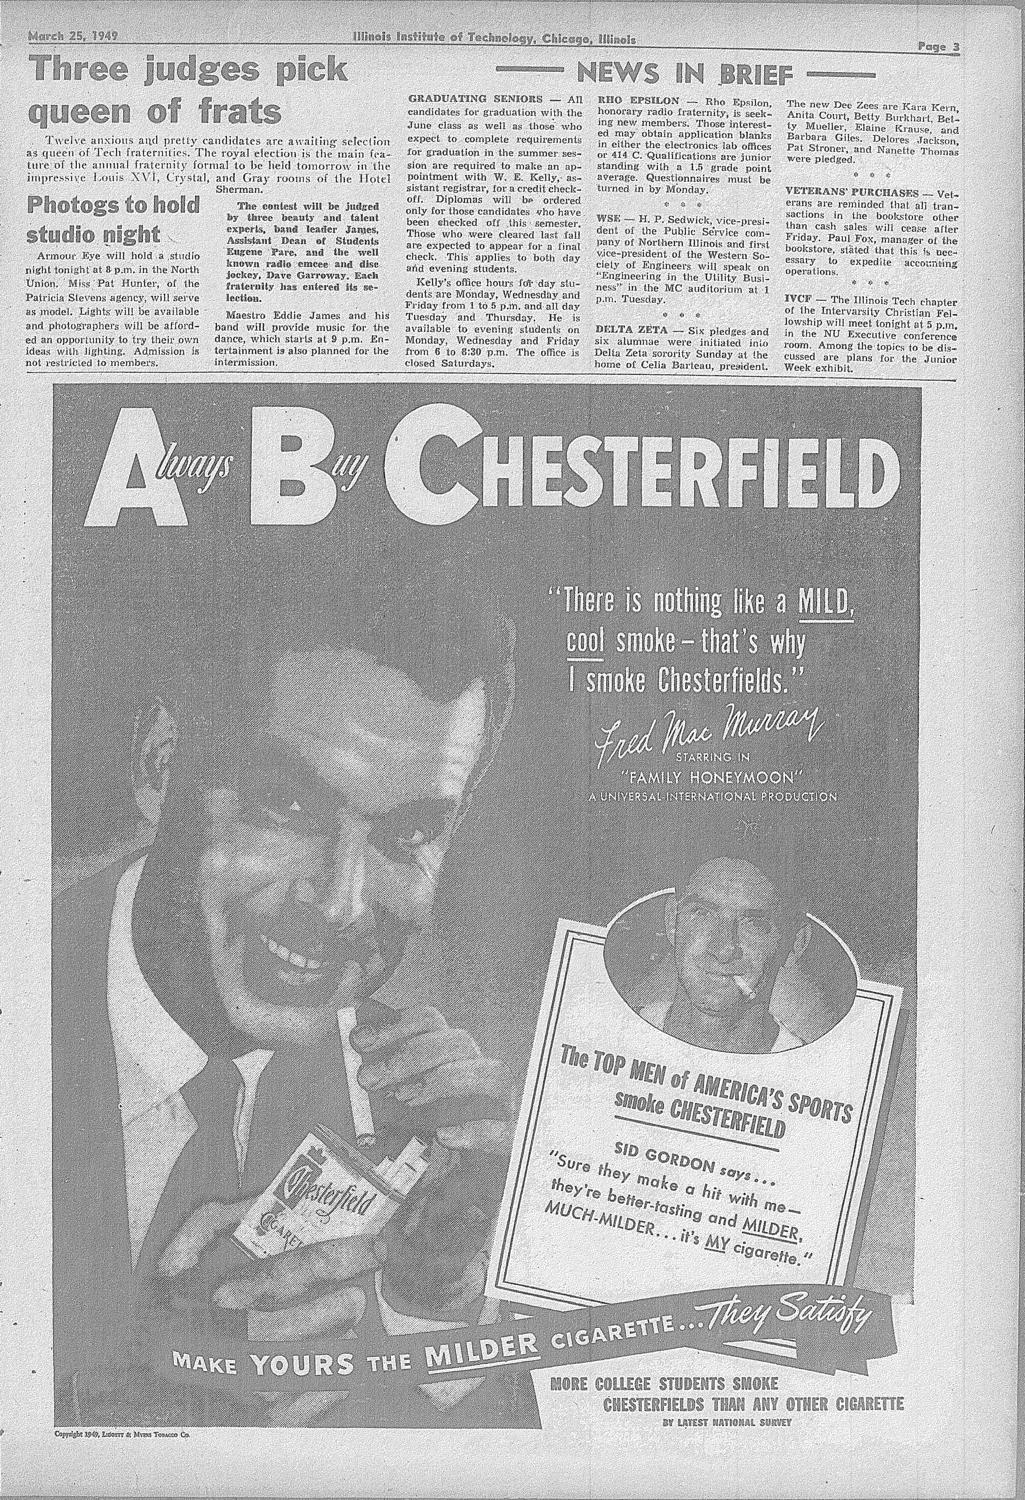 March 25, 1949
Illinois Institute of Technology, Chicago, Illinois
Page 3
Three judges pick
queen of frats
Twelve anxious and pretty candidates are awaiting selection
as queen of Tech fraternities. The royal election is the main fea-
ture of the annual fraternity formal to be held tomorrow in the
impressive Louis XVI, Crystal, and Gray rooms of the Hotel
Sherman.
The contest will be judged
by three beauty and talent
experts, band leader James,
Assistant Dean of Students
Eugene Pare, and the well
known radio emcee and disc
jockey, Dave Garroway. Each
fraternity has entered its se-
lection.
Maestro Eddie James and his
band will provide music for the
dance, which starts at 9 p.m. En-
tertainment is also planned for the
intermission.
Photogs to hold
studio night
Armour Eye will hold a studio
night tonight at 8 p.m. in the North
Union. Miss Pat Hunter, of the
Patricia Stevens agency, will serve
as model. Lights will be available
and photographers will be afford-
ed an opportunity to try their own
ideas with lighting. Admission is
not restricted to members.
NEWS IN BRIEF
GRADUATING SENIORS — All
candidates for graduation with the
June class as well as those who
expect to complete requirements
for graduation in the summer ses-
sion are required to make an ap-
pointment with W. E. Kelly, as-
sistant registrar, for a credit check-
off. Diplomas will be ordered
only for those candidates who have
been checked off this semester.
Those who were cleared last fall
are expected to appear for a final
check. This applies to both day
and evening students.
Kelly's office hours for day stu-
dents are Monday, Wednesday and
Friday from 1 to 5 p.m. and all day
Tuesday and Thursday. He is
available to evening students on
Monday, Wednesday and Friday
from 6 to 8:30 p.m. The office is
closed Saturdays.
RHO EPSILON — Rho Epsilon,
honorary radio fraternity, is seek-
ing new members. Those interest-
ed may obtain application blanks
in either the electronics lab offices
or 414 C. Qualifications are junior
standing with a 1.5 grade point
average. Questionnaires must be
turned in by Monday.
* * *
WSE — H. P. Sedwick, vice-presi-
dent of the Public Service com-
pany of Northern Illinois and first
vice-president of the Western So-
ciety of Engineers will speak on
"Engineering in the Utility Busi-
ness" in the MC auditorium at 1
p.m. Tuesday.
* * *
DELTA ZETA — Six pledges and
six alumnae were initiated into
Delta Zeta sorority Sunday at the
home of Celia Barteau, president.
The new Dee Zees are Kara Kern,
Anita Court, Betty Burkhart, Bet-
ty Mueller, Elaine Krause, and
Barbara Giles. Delores Jackson,
Pat Stroner, and Nanette Thomas
were pledged.
* * *
VETERANS' PURCHASES — Vet-
erans are reminded that all tran-
sactions in the bookstore other
than cash sales will cease after
Friday. Paul Fox, manager of the
bookstore, stated that this is nec-
essary to expedite accounting
operations.
* * *
IVCF — The Illinois Tech chapter
of the Intervarsity Christian Fel-
lowship will meet tonight at 5 p.m.
in the NU Executive conference
room. Among the topics to be dis-
cussed are plans for the Junior
Week exhibit.
Always Buy CHESTERFIELD
"There is nothing like a MILD,
cool smoke – that's why
I smoke Chesterfields."
Fred Mac Murray
STARRING IN
"FAMILY HONEYMOON"
A UNIVERSAL-INTERNATIONAL PRODUCTION
The TOP MEN of AMERICA'S SPORTS
smoke CHESTERFIELD
SID GORDON says...
"Sure they make a hit with me—
they're better-tasting and MILDER,
MUCH-MILDER...it's MY cigarette."
Chesterfield
CIGARET
MAKE YOURS THE MILDER CIGARETTE...They Satisfy
MORE COLLEGE STUDENTS SMOKE
CHESTERFIELDS THAN ANY OTHER CIGARETTE
BY LATEST NATIONAL SURVEY
Copyright 1949, Liggett & Myers Tobacco Co.